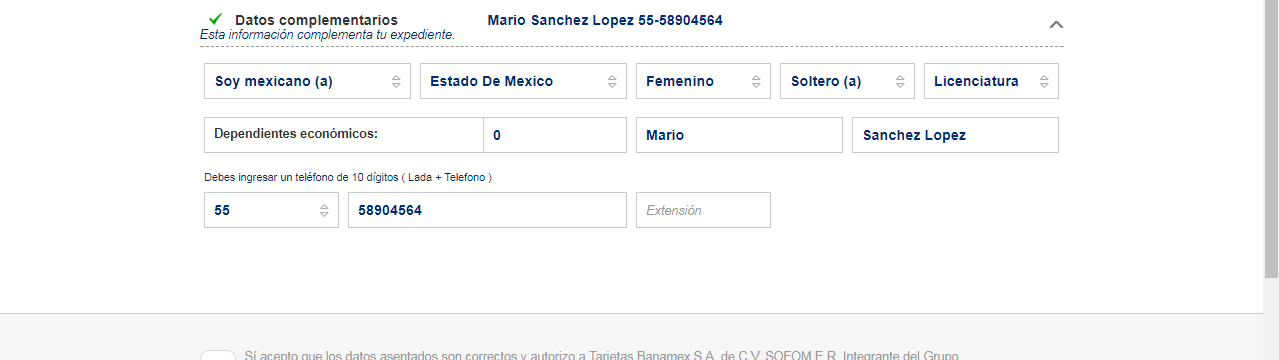 Datos complementarios Mario Sanchez Lopez 55-58904564
Esta información complementa tu expediente.
Soy mexicano (a) Estado De Mexico Femenino Soltero (a) Licenciatura
Dependientes económicos: 0 Mario Sanchez Lopez
Debes ingresar un teléfono de 10 dígitos ( Lada + Telefono )
55 58904564 Extensión
Sí acepto que los datos asentados son correctos y autorizo a Tarjetas Banamex S.A. de C.V. SOFOM E.R. Integrante del Grupo